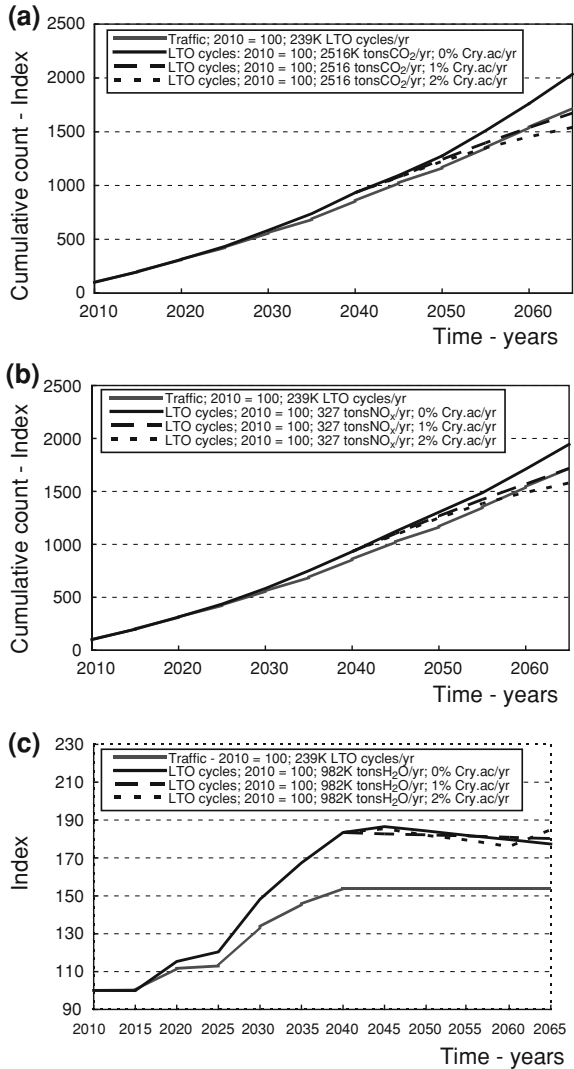 (a)
2500
2000
1500
1000
500
0
Cumulative count - Index
Traffic; 2010 = 100; 239K LTO cycles/yr
LTO cycles: 2010 = 100; 2516K tonsCO₂/yr, 0% Cry.ac/yr
LTO cycles: 2010 = 100; 2516 tonsCO₂/yr; 1% Cry.ac/yr
LTO cycles: 2010 = 100; 2516 tonsCO₂/yr: 2% Cry.ac/yr
2010 2020 2030 2040 2050 2060
Time - years
(b)
2500
2000
1500
1000
500
0
Cumulative count - Index
Traffic; 2010 = 100; 239K LTO cycles/yr
LTO cycles; 2010 = 100; 327 tonsNOₓ/yr; 0% Cry.ac/yr
LTO cycles; 2010 = 100; 327 tonsNOₓ/yr; 1% Cry.ac/yr
LTO cycles; 2010 = 100; 327 tonsNOₓ/yr; 2% Cry.ac/yr
2010 2020 2030 2040 2050 2060
Time - years
(c)
230
210
190
170
150
130
110
90
Index
Traffic - 2010 = 100; 239K LTO cycles/yr
LTO cycles; 2010 = 100; 982K tonsH₂O/yr; 0% Cry.ac/yr
LTO cycles; 2010 = 100; 982K tonsH₂O/yr; 1% Cry.ac/yr
LTO cycles; 2010 = 100; 982K tonsH₂O/yr; 2% Cry.ac/yr
2010 2015 2020 2025 2030 2035 2040 2045 2050 2055 2060 2065
Time - years